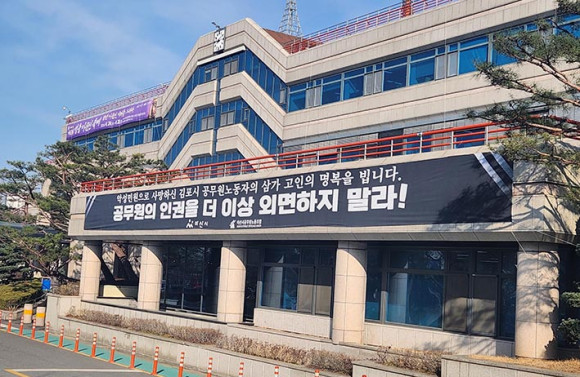 악성민원으로 사망하신 김포시 공무원노동자의 삼가 고인의 명복을 빕니다.
공무원의 인권을 더 이상 외면하지 말라!